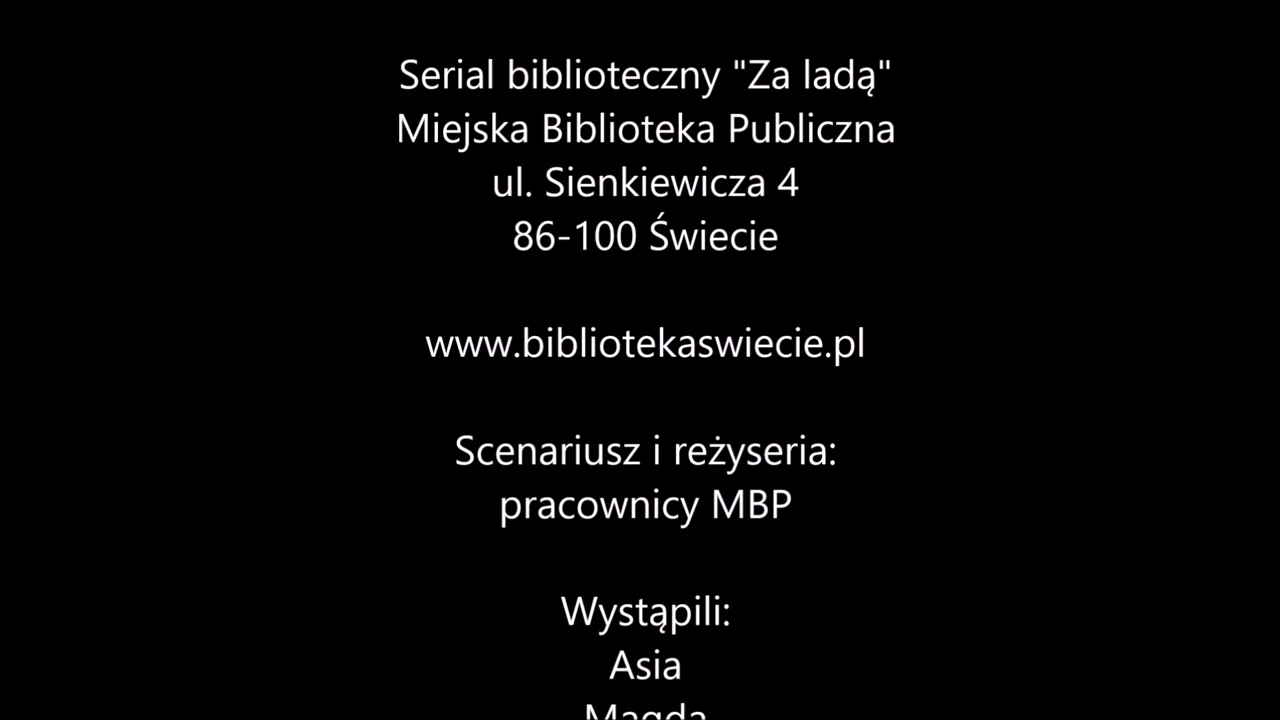 Serial biblioteczny "Za ladą"
Miejska Biblioteka Publiczna
ul. Sienkiewicza 4
86-100 Świecie
www.bibliotekaswiecie.pl
Scenariusz i reżyseria:
pracownicy MBP
Wystąpili:
Asia
Magda